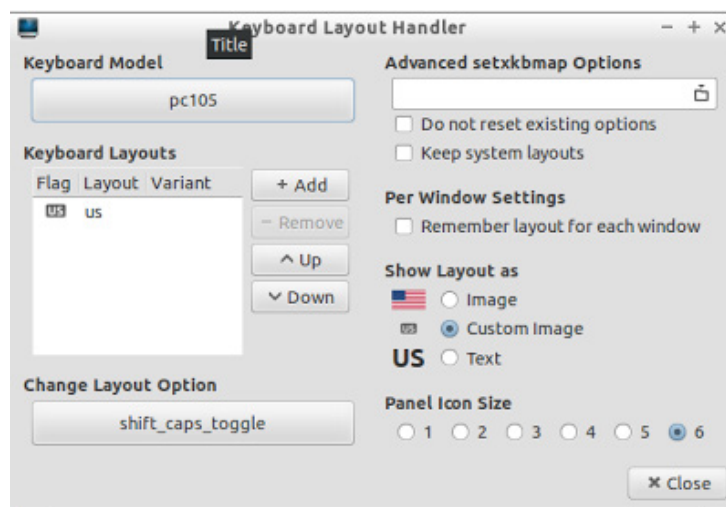 Keyboard Layout Handler
Title
Keyboard Model
pc105
Keyboard Layouts
Flag Layout Variant
US us
+ Add
− Remove
Up
Down
Change Layout Option
shift_caps_toggle
Advanced setxkbmap Options
Do not reset existing options
Keep system layouts
Per Window Settings
Remember layout for each window
Show Layout as
Image
US Custom Image
US Text
Panel Icon Size
1 2 3 4 5 6
Close